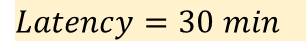 Latency = 30 min